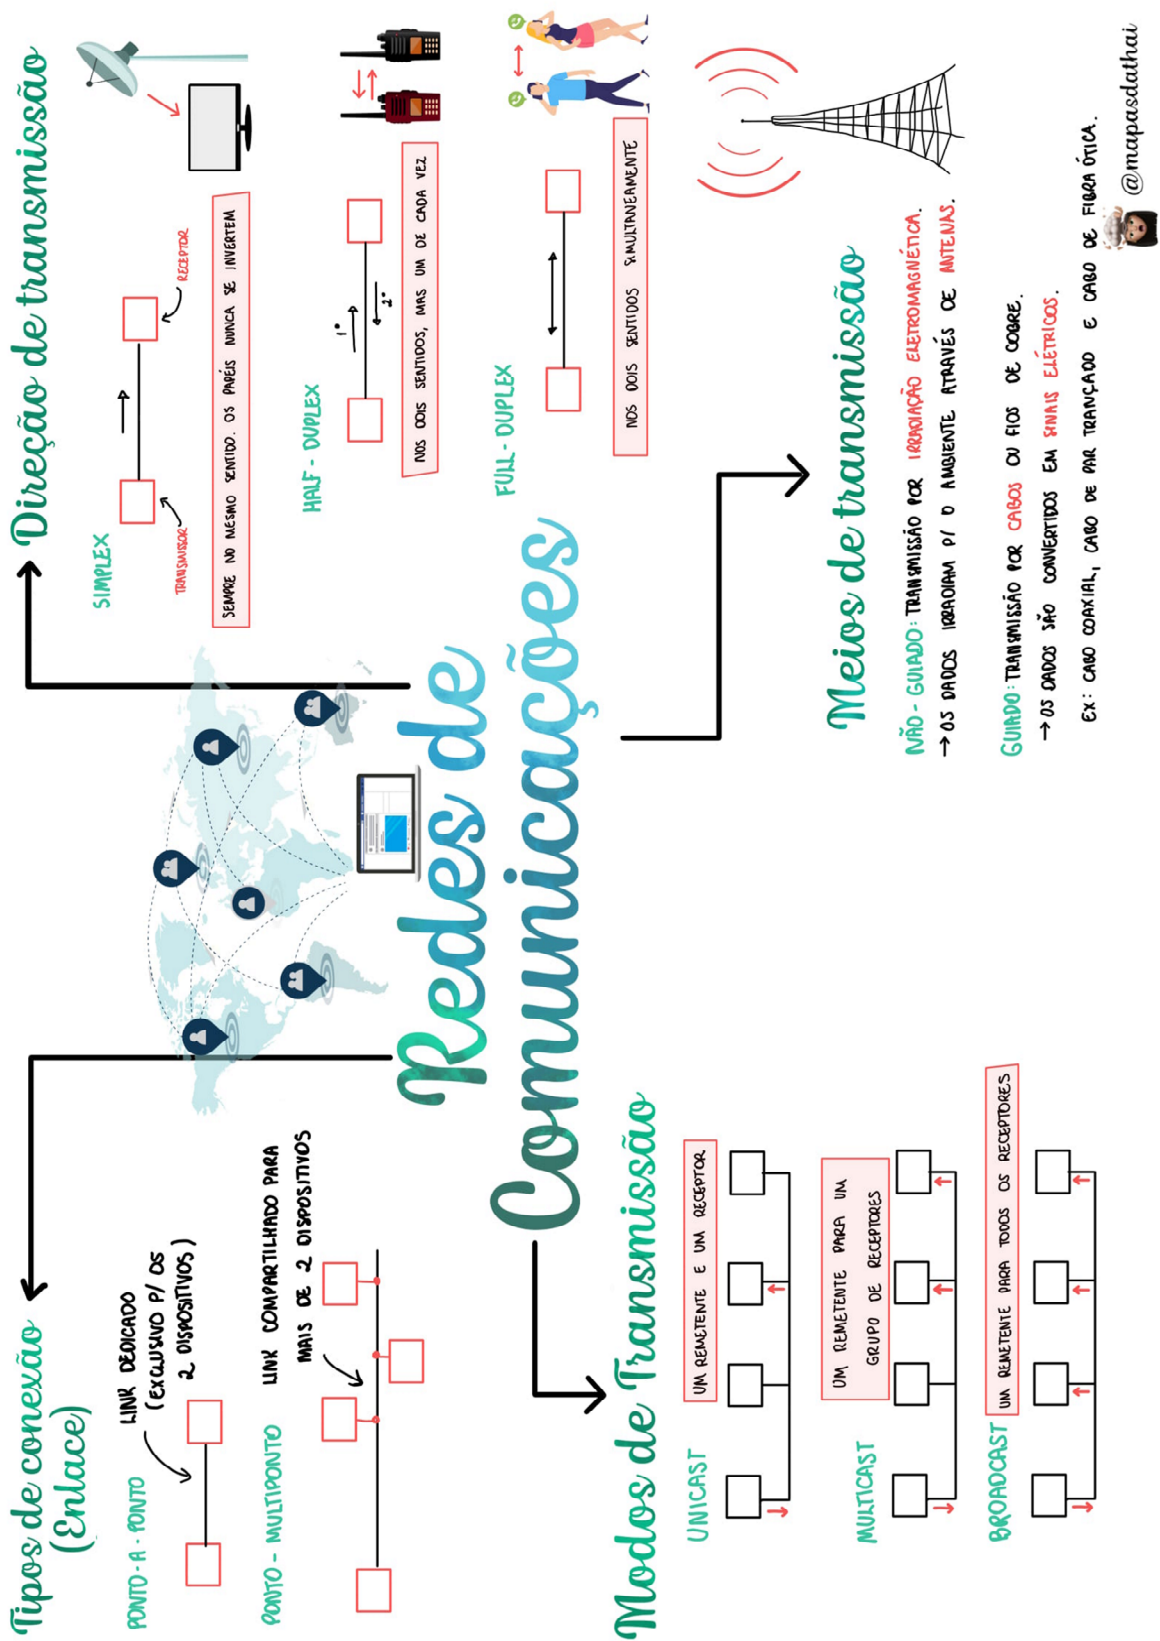 Redes de
Comunicações
Tipos de conexão
(Enlace)
PONTO - A - PONTO
LINK DEDICADO
(EXCLUSIVO P/ OS
2 DISPOSITIVOS)
PONTO - MULTIPONTO
LINK COMPARTILHADO PARA
MAIS DE 2 DISPOSITIVOS
Direção de transmissão
SIMPLEX
TRANSMISSOR
RECEPTOR
SEMPRE NO MESMO SENTIDO. OS PAPÉIS NUNCA SE INVERTEM
HALF - DUPLEX
1º
2º
NOS DOIS SENTIDOS, MAS UM DE CADA VEZ
FULL - DUPLEX
NOS DOIS SENTIDOS SIMULTANEAMENTE
Modos de Transmissão
UNICAST
UM REMETENTE E UM RECEPTOR
MULTICAST
UM REMETENTE PARA UM
GRUPO DE RECEPTORES
BROADCAST
UM REMETENTE PARA TODOS OS RECEPTORES
Meios de transmissão
NÃO - GUIADO: TRANSMISSÃO POR IRRADIAÇÃO ELETROMAGNÉTICA.
→ OS DADOS IRRADIAM P/ O AMBIENTE ATRAVÉS DE ANTENAS.
GUIADO: TRANSMISSÃO POR CABOS OU FIOS DE COBRE.
→ OS DADOS SÃO CONVERTIDOS EM SINAIS ELÉTRICOS.
EX: CABO COAXIAL, CABO DE PAR TRANÇADO E CABO DE FIBRA ÓTICA.
@mapasdathai